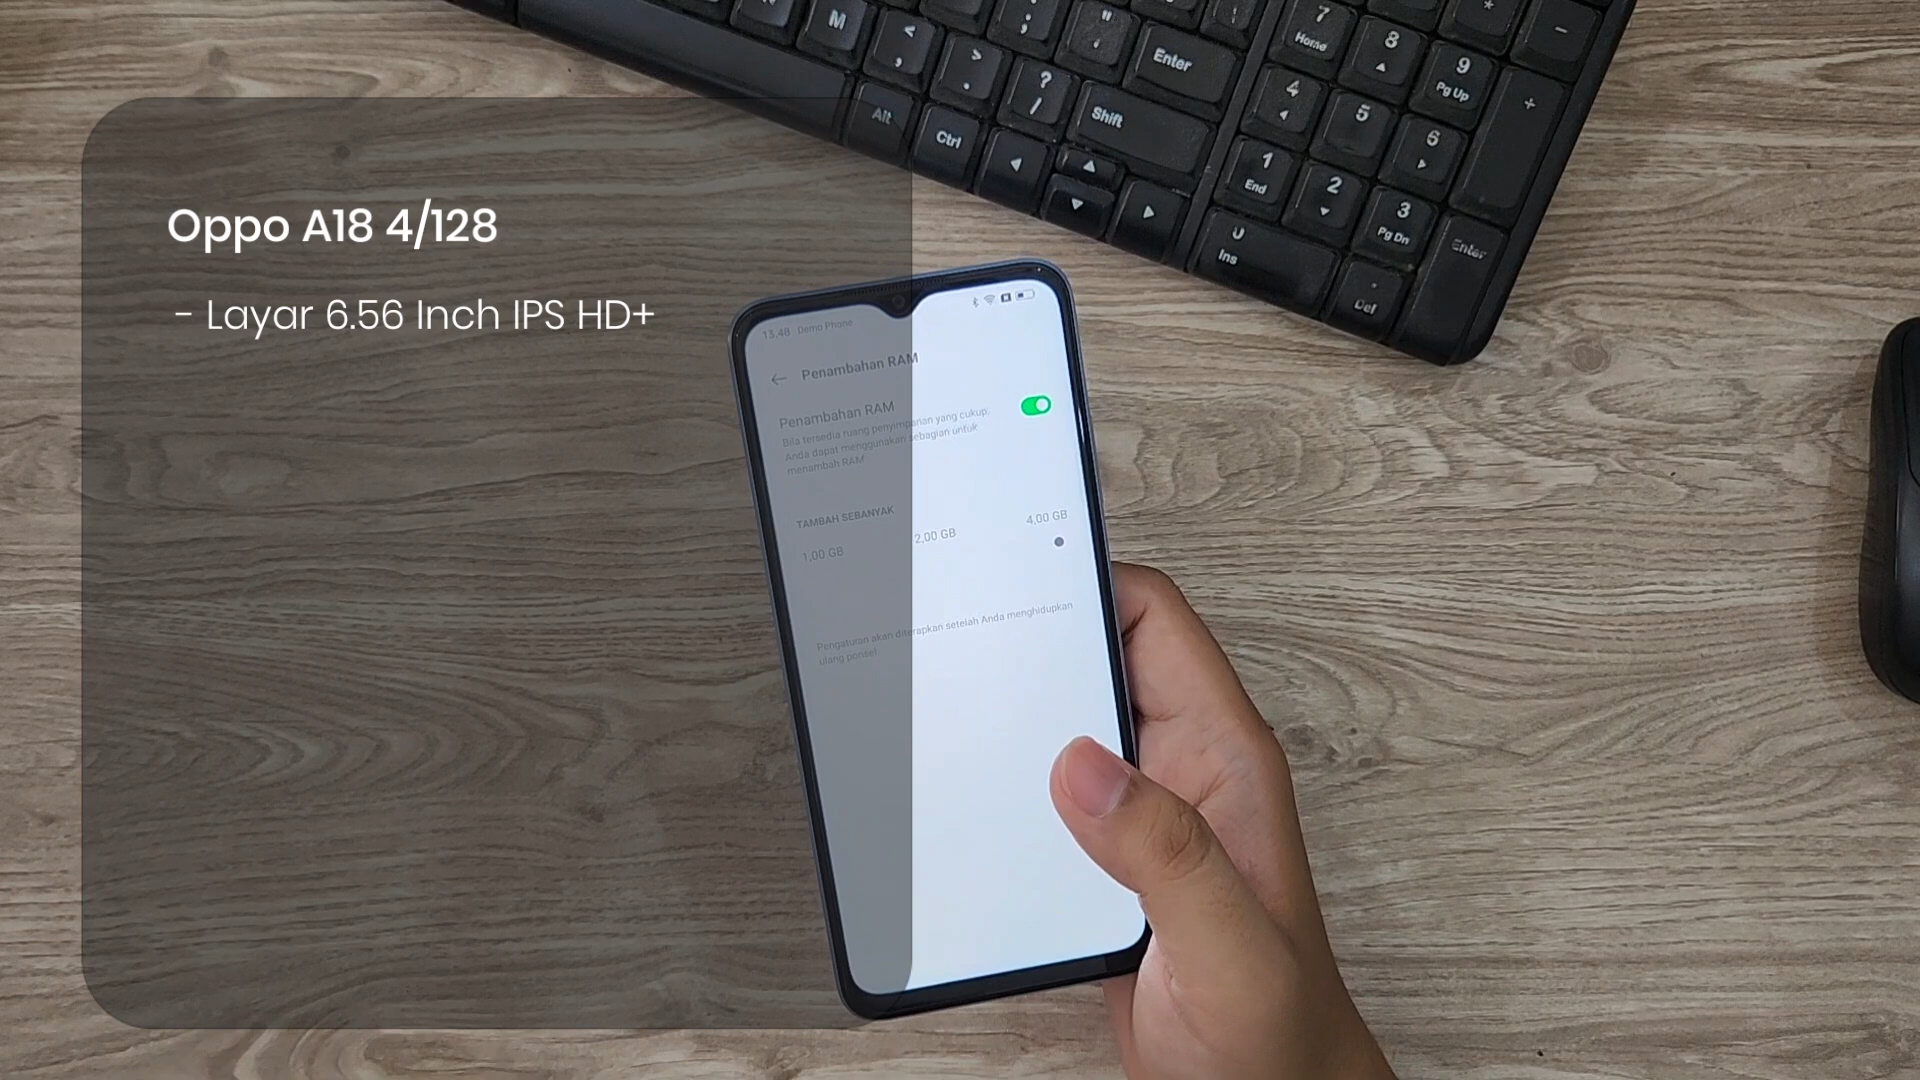 Oppo A18 4/128
- Layar 6.56 Inch IPS HD+
13.48 Demo Phone
← Penambahan RAM
Penambahan RAM
Bila tersedia ruang penyimpanan yang cukup,
Anda dapat menggunakan sebagian untuk
menambah RAM
TAMBAH SEBANYAK
1,00 GB 2,00 GB 4,00 GB
Pengaturan akan diterapkan setelah Anda menghidupkan
ulang ponsel.
M < , > . : ; " ' ? / Enter
Alt Ctrl Shift
7 Home 8 9 Pg Up * -
4 5 6 +
1 End 2 3 Pg Dn Enter
0 Ins . Del